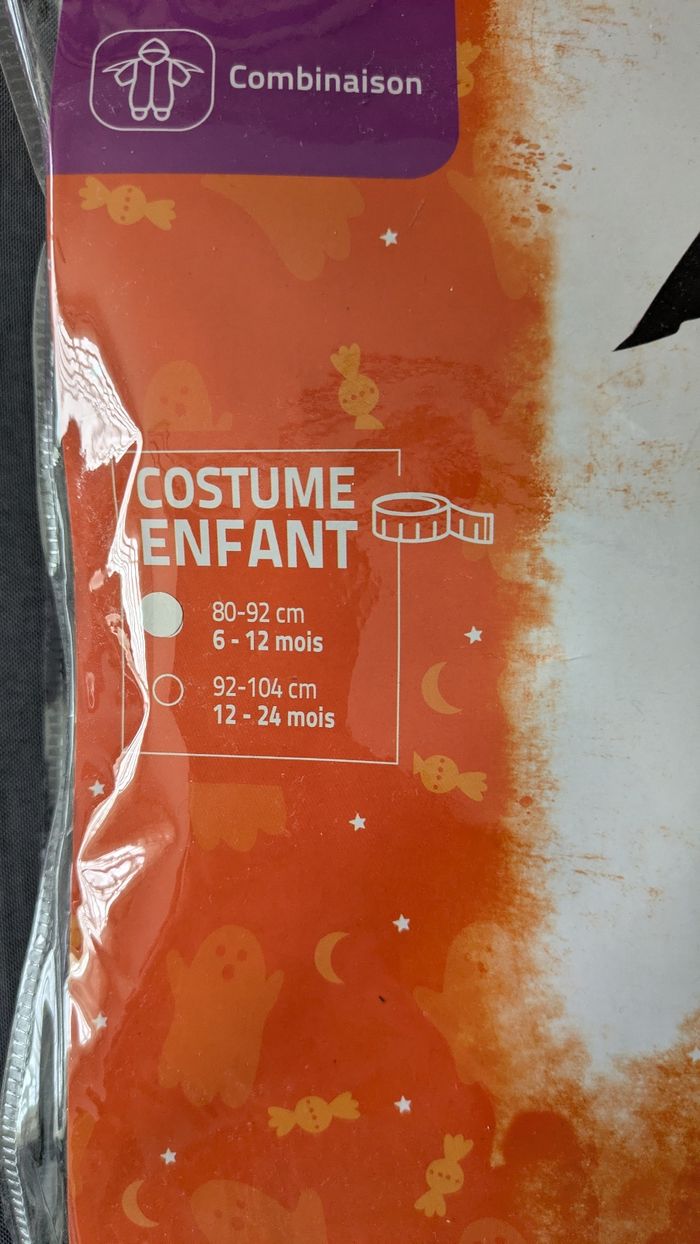 Combinaison
COSTUME
ENFANT
80-92 cm
6 - 12 mois
92-104 cm
12 - 24 mois